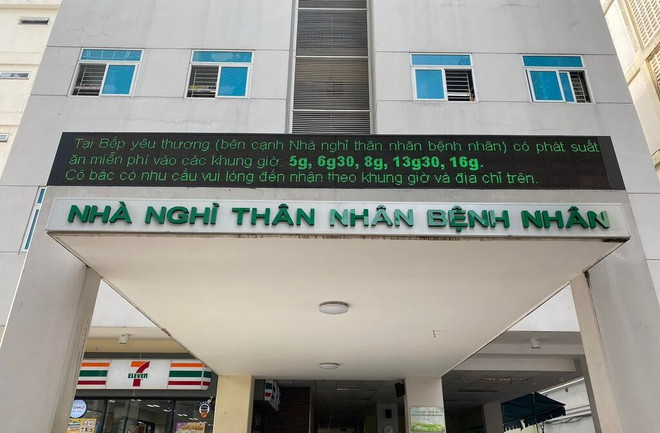 Tại Bếp yêu thương (bên cạnh Nhà nghỉ thân nhân bệnh nhân) có phát suất
ăn miễn phí vào các khung giờ: 5g, 6g30, 8g, 13g30, 16g.
Cô bác có nhu cầu vui lòng đến nhận theo khung giờ và địa chỉ trên.
NHÀ NGHỈ THÂN NHÂN BỆNH NHÂN
7
ELEVEN